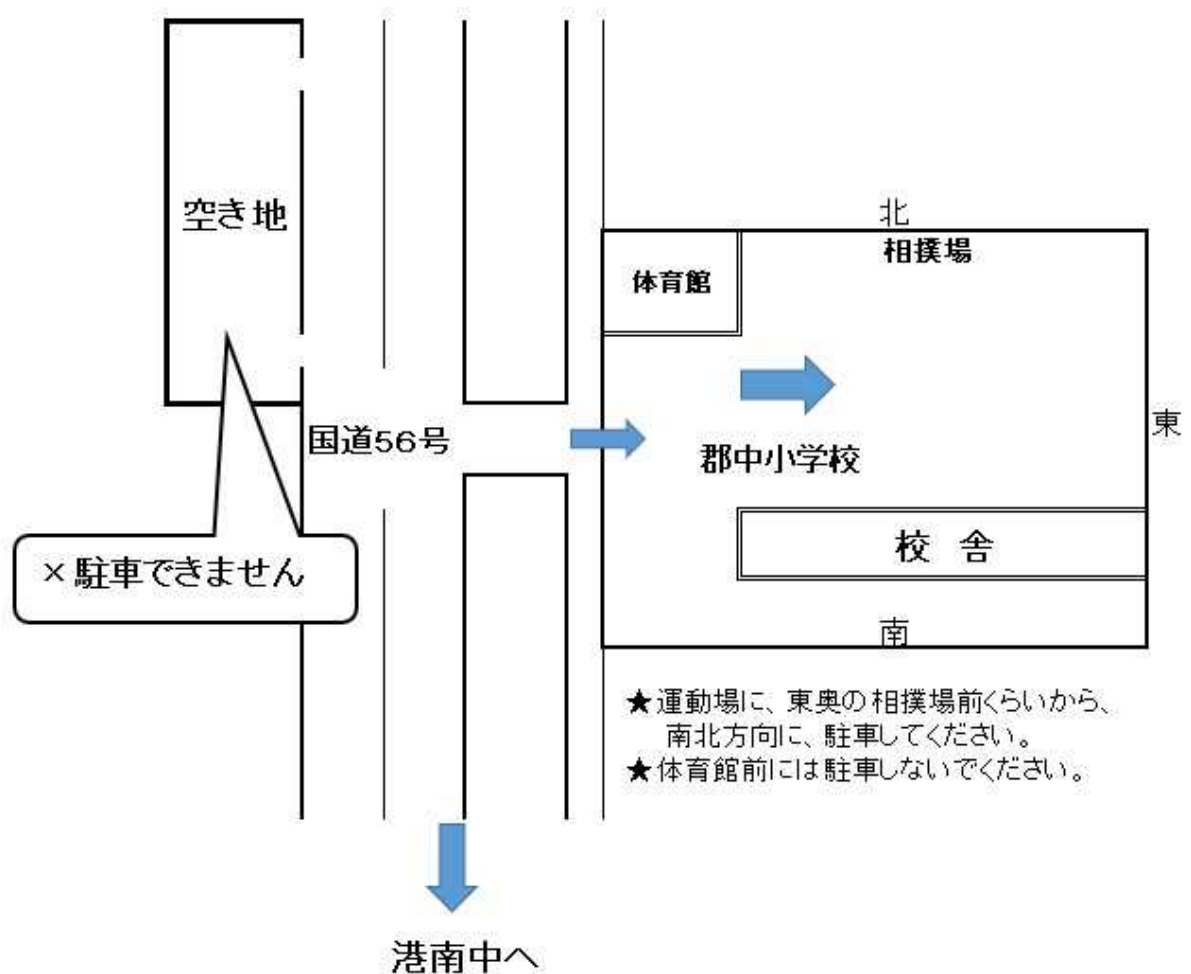 空き地
北
相撲場
体育館
東
国道56号
郡中小学校
校 舎
×駐車できません
南
★運動場に、東奥の相撲場前くらいから、
南北方向に、駐車してください。
★体育館前には駐車しないでください。
港南中へ